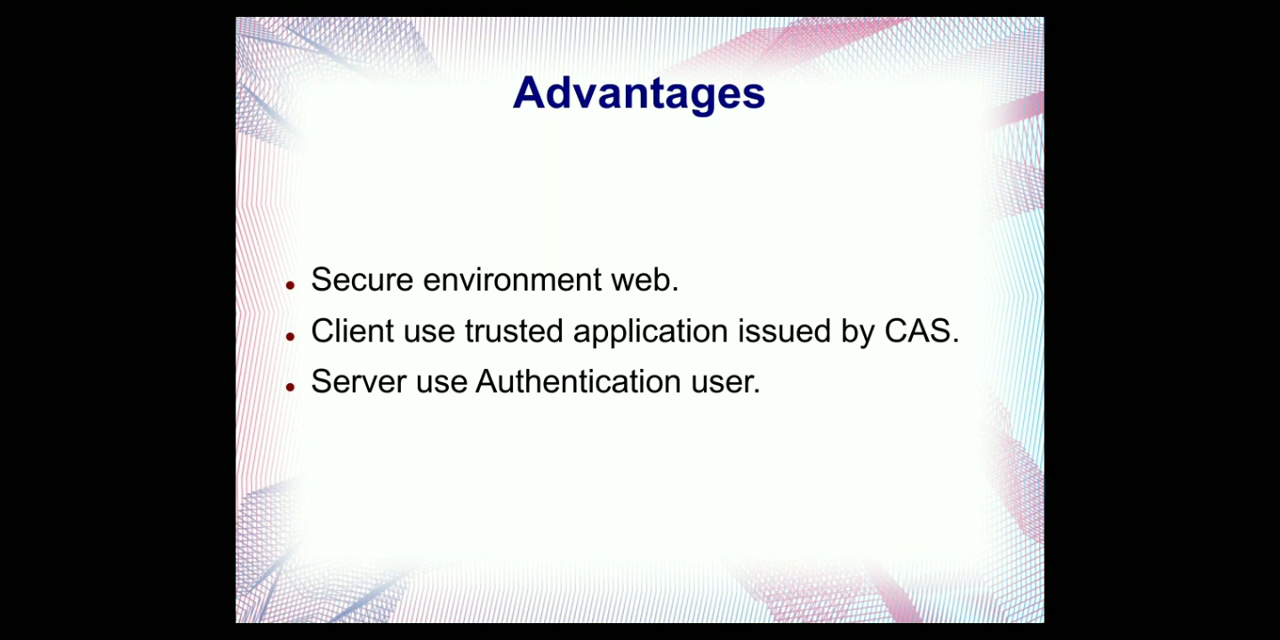 Advantages
Secure environment web.
Client use trusted application issued by CAS.
Server use Authentication user.